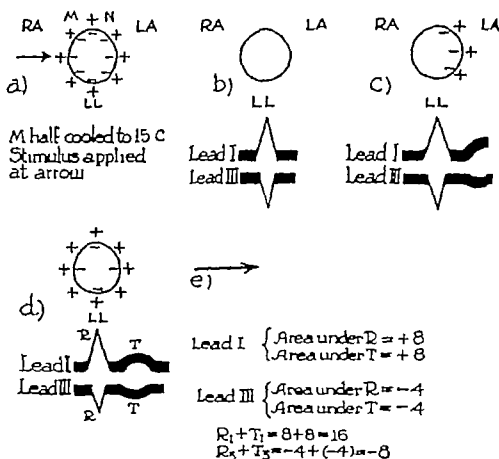 RA M N LA
a)
LL
M half cooled to 15 C
Stimulus applied
at arrow
RA LA
b)
LL
Lead I
Lead III
c)
LL
Lead I
Lead III
d)
LL
R T
Lead I
Lead III
R T
e)
Lead I { Area under R = +8
Area under T = +8
Lead III { Area under R = -4
Area under T = -4
R₁ + T₁ = 8 + 8 = 16
R₃ + T₃ = -4 + (-4) = -8